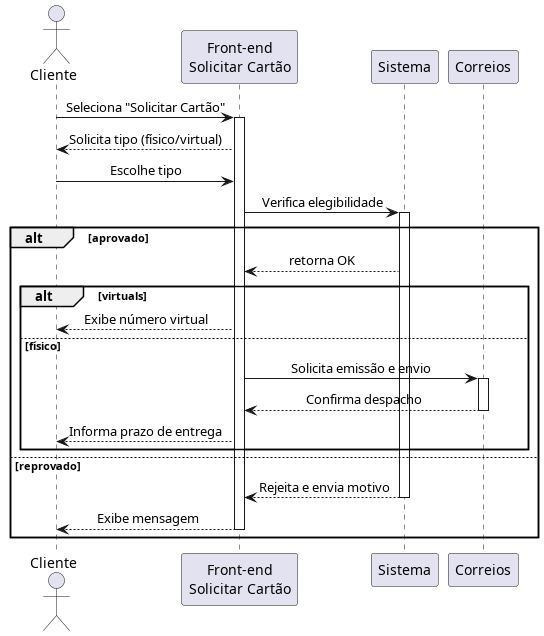 Cliente
Front-end
Solicitar Cartão
Sistema
Correios
Seleciona "Solicitar Cartão"
Solicita tipo (físico/virtual)
Escolhe tipo
Verifica elegibilidade
alt [aprovado]
retorna OK
alt [virtuals]
Exibe número virtual
[físico]
Solicita emissão e envio
Confirma despacho
Informa prazo de entrega
[reprovado]
Rejeita e envia motivo
Exibe mensagem
Cliente
Front-end
Solicitar Cartão
Sistema
Correios